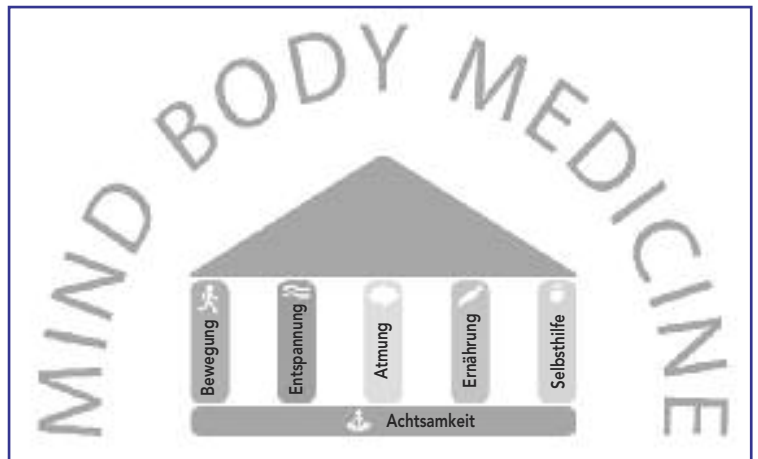 MIND BODY MEDICINE
Bewegung
Entspannung
Atmung
Ernährung
Selbsthilfe
Achtsamkeit